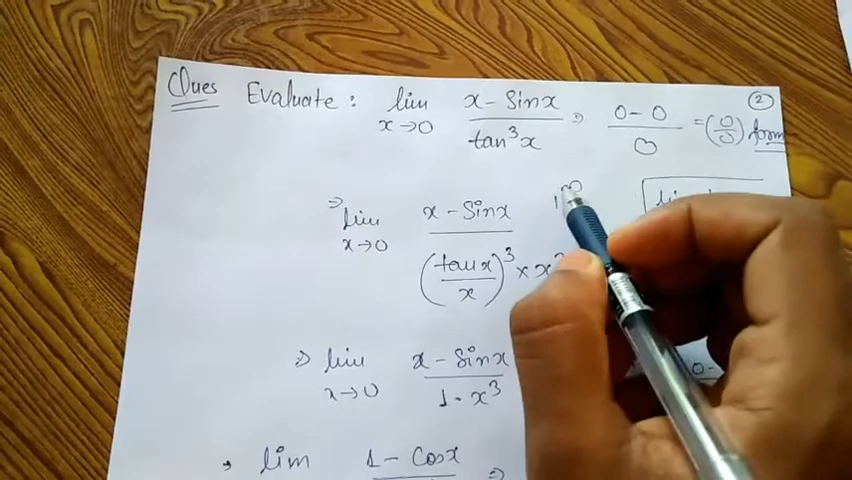 Ques Evaluate : lim x→0 x - Sinx / tan³x ⇒ 0 - 0 / 0 = (0/0) form
②
⇒ lim x→0 x - Sinx / (tanx / x)³ × x³
⇒ lim x→0 x - Sinx / 1 · x³
⇒ lim 1 - Cosx ⇒